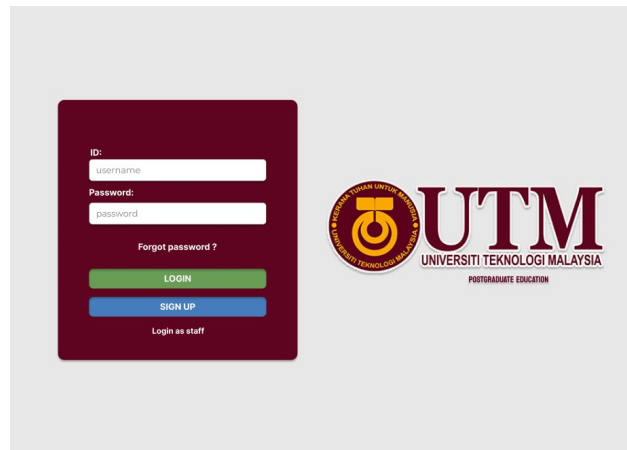 ID:
username
Password:
password
Forgot password ?
LOGIN
SIGN UP
Login as staff
KERANA TUHAN UNTUK MANUSIA
UNIVERSITI TEKNOLOGI MALAYSIA
UTM
UNIVERSITI TEKNOLOGI MALAYSIA
POSTGRADUATE EDUCATION